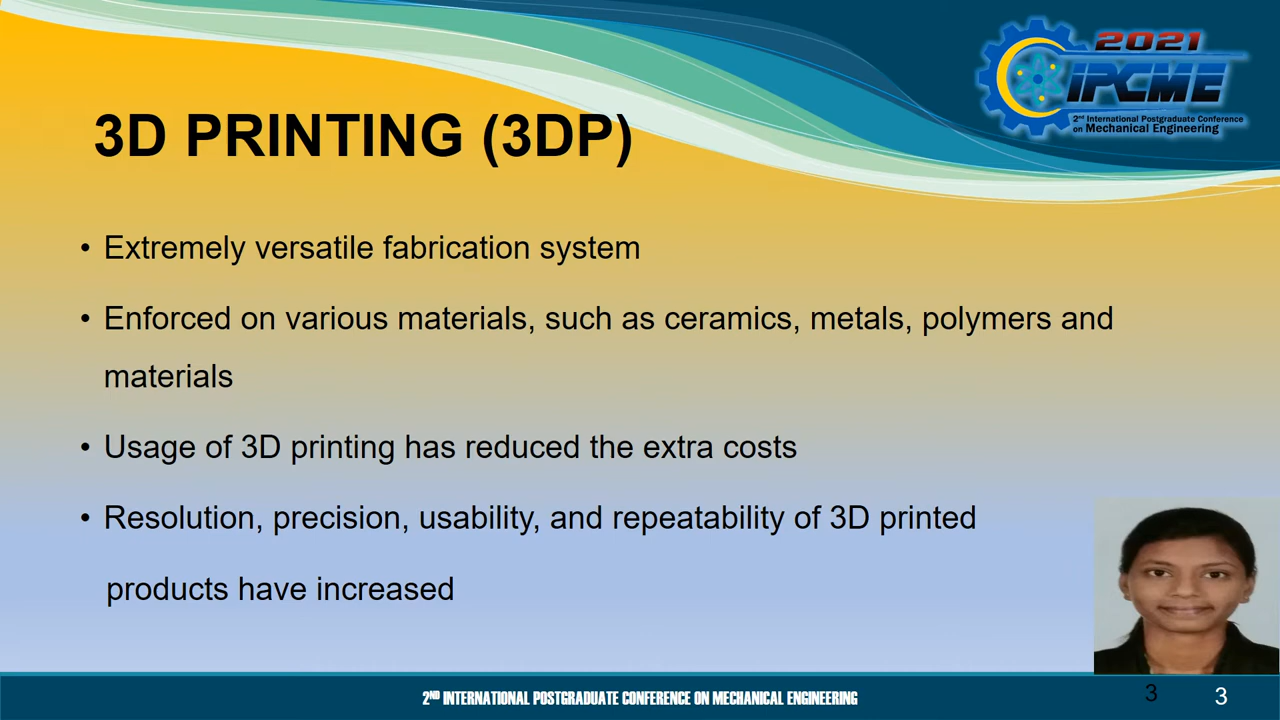 2021
IPCME
2nd International Postgraduate Conference
on Mechanical Engineering
3D PRINTING (3DP)
• Extremely versatile fabrication system
• Enforced on various materials, such as ceramics, metals, polymers and
materials
• Usage of 3D printing has reduced the extra costs
• Resolution, precision, usability, and repeatability of 3D printed
products have increased
2ND INTERNATIONAL POSTGRADUATE CONFERENCE ON MECHANICAL ENGINEERING
3
3